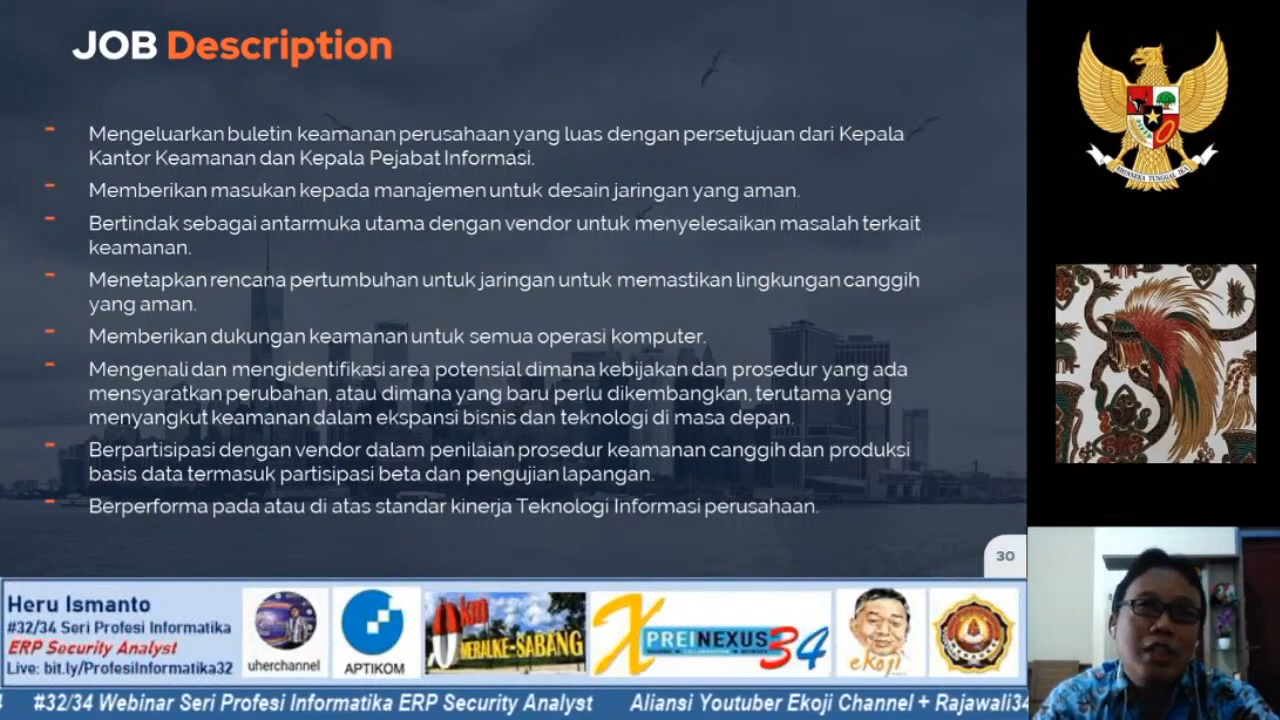 JOB Description
- Mengeluarkan buletin keamanan perusahaan yang luas dengan persetujuan dari Kepala
Kantor Keamanan dan Kepala Pejabat Informasi.
- Memberikan masukan kepada manajemen untuk desain jaringan yang aman.
- Bertindak sebagai antarmuka utama dengan vendor untuk menyelesaikan masalah terkait
keamanan.
- Menetapkan rencana pertumbuhan untuk jaringan untuk memastikan lingkungan canggih
yang aman.
- Memberikan dukungan keamanan untuk semua operasi komputer.
- Mengenali dan mengidentifikasi area potensial dimana kebijakan dan prosedur yang ada
mensyaratkan perubahan, atau dimana yang baru perlu dikembangkan, terutama yang
menyangkut keamanan dalam ekspansi bisnis dan teknologi di masa depan.
- Berpartisipasi dengan vendor dalam penilaian prosedur keamanan canggih dan produksi
basis data termasuk partisipasi beta dan pengujian lapangan.
- Berperforma pada atau di atas standar kinerja Teknologi Informasi perusahaan.
30
BHINNEKA TUNGGAL IKA
Heru Ismanto
#32/34 Seri Profesi Informatika
ERP Security Analyst
Live: bit.ly/ProfesiInformatika32
uherchannel
APTIKOM
0 km
MERAUKE-SABANG
X
PREINEXUS 34
ekoji
#32/34 Webinar Seri Profesi Informatika ERP Security Analyst
Aliansi Youtuber Ekoji Channel + Rajawali34